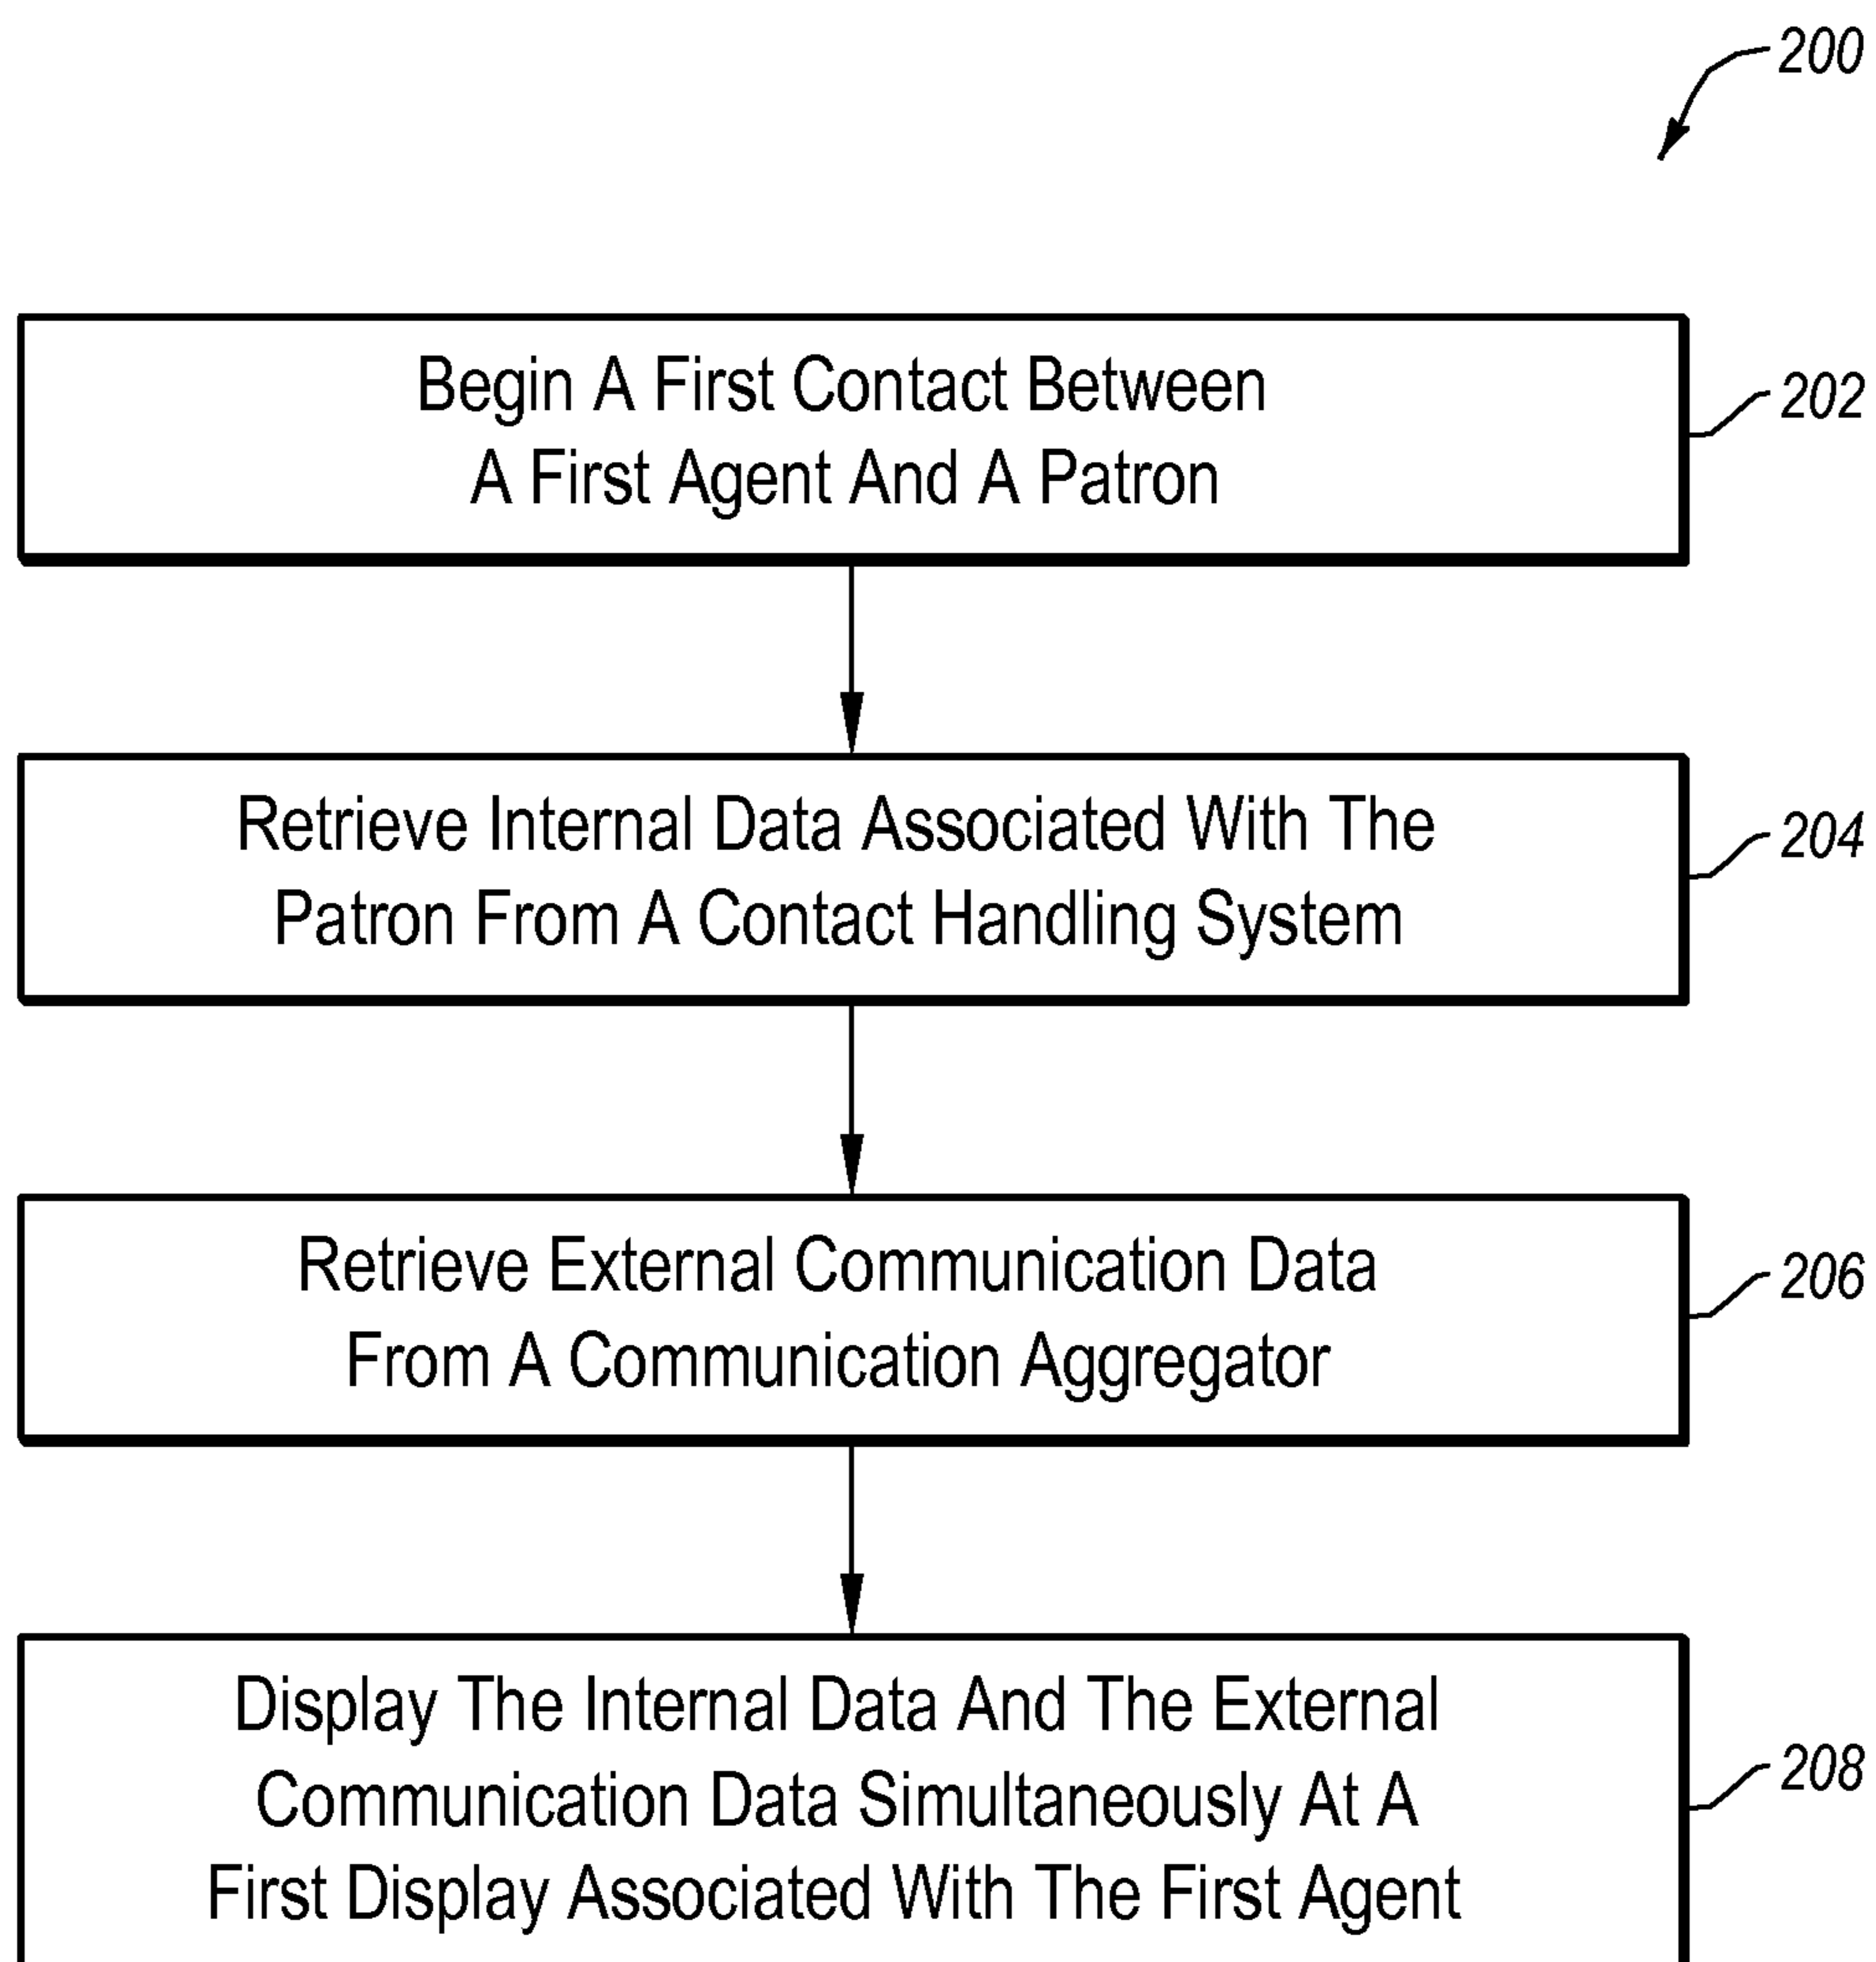 200
Begin A First Contact Between
A First Agent And A Patron
202
Retrieve Internal Data Associated With The
Patron From A Contact Handling System
204
Retrieve External Communication Data
From A Communication Aggregator
206
Display The Internal Data And The External
Communication Data Simultaneously At A
First Display Associated With The First Agent
208